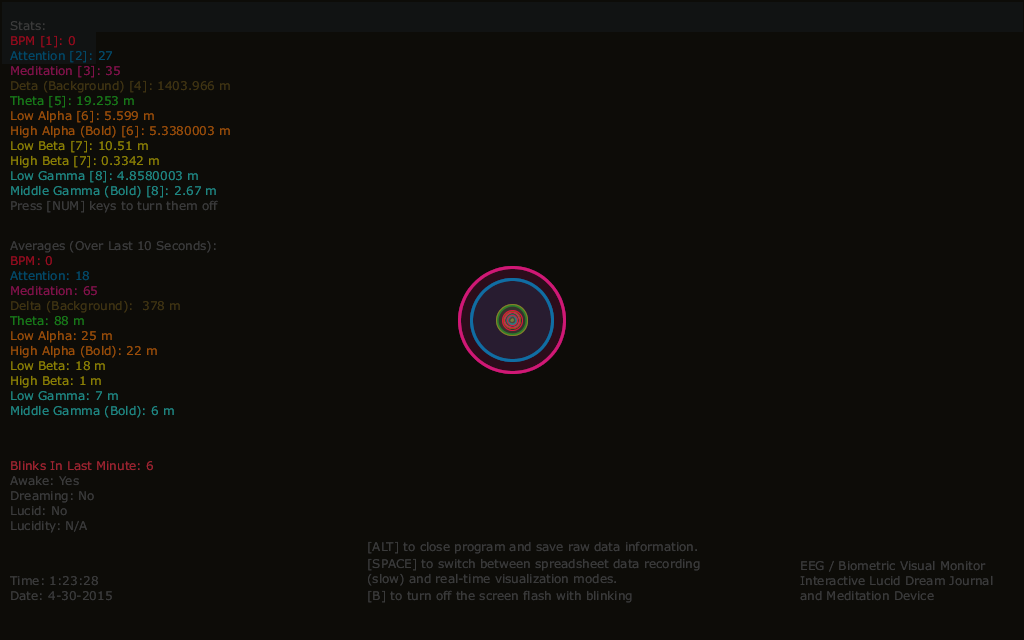 Stats:
BPM [1]: 0
Attention [2]: 27
Meditation [3]: 35
Deta (Background) [4]: 1403.966 m
Theta [5]: 19.253 m
Low Alpha [6]: 5.599 m
High Alpha (Bold) [6]: 5.3380003 m
Low Beta [7]: 10.51 m
High Beta [7]: 0.3342 m
Low Gamma [8]: 4.8580003 m
Middle Gamma (Bold) [8]: 2.67 m
Press [NUM] keys to turn them off
Averages (Over Last 10 Seconds):
BPM: 0
Attention: 18
Meditation: 65
Delta (Background):  378 m
Theta: 88 m
Low Alpha: 25 m
High Alpha (Bold): 22 m
Low Beta: 18 m
High Beta: 1 m
Low Gamma: 7 m
Middle Gamma (Bold): 6 m
Blinks In Last Minute: 6
Awake: Yes
Dreaming: No
Lucid: No
Lucidity: N/A
Time: 1:23:28
Date: 4-30-2015
[ALT] to close program and save raw data information.
[SPACE] to switch between spreadsheet data recording
(slow) and real-time visualization modes.
[B] to turn off the screen flash with blinking
EEG / Biometric Visual Monitor
Interactive Lucid Dream Journal
and Meditation Device